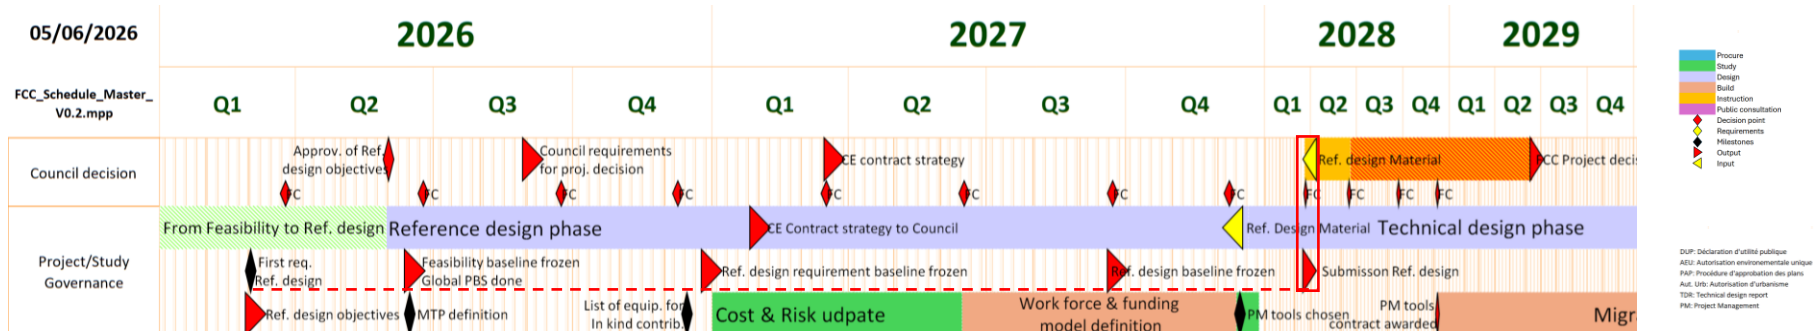 05/06/2026
2026
2027
2028
2029
FCC_Schedule_Master_
V0.2.mpp
Q1
Q2
Q3
Q4
Q1
Q2
Q3
Q4
Q1
Q2
Q3
Q4
Q1
Q2
Q3
Q4
Council decision
Approv. of Ref.
design objectives
Council requirements
for proj. decision
CE contract strategy
Ref. design Material
FCC Project decis
FC
FC
FC
FC
FC
FC
FC
FC
FC
FC
FC
FC
Project/Study
Governance
From Feasibility to Ref. design
Reference design phase
CE Contract strategy to Council
Ref. Design Material
Technical design phase
First req.
Ref. design
Feasibility baseline frozen
Global PBS done
Ref. design requirement baseline frozen
Ref. design baseline frozen
Submisson Ref. design
Ref. design objectives
MTP definition
List of equip. for
In kind contrib.
Cost & Risk udpate
Work force & funding
model definition
PM tools chosen
PM tools
contract awarded
Migr
Procure
Study
Design
Build
Instruction
Public consultation
Decision point
Requirements
Milestones
Output
Input
DUP: Déclaration d'utilité publique
AEU: Autorisation environementale unique
PAP: Procédure d'approbation des plans
Aut. Urb: Autorisation d'urbanisme
TDR: Technical design report
PM: Project Management